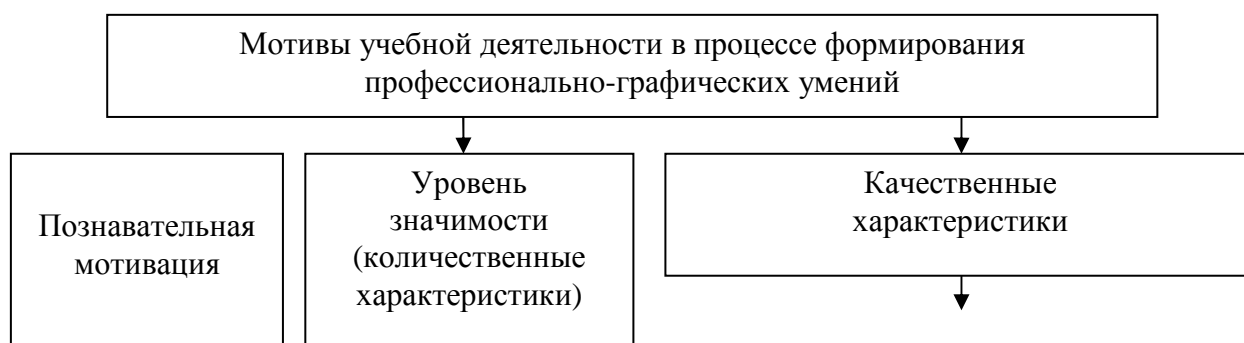 Мотивы учебной деятельности в процессе формирования
профессионально-графических умений
Познавательная
мотивация
Уровень
значимости
(количественные
характеристики)
Качественные
характеристики